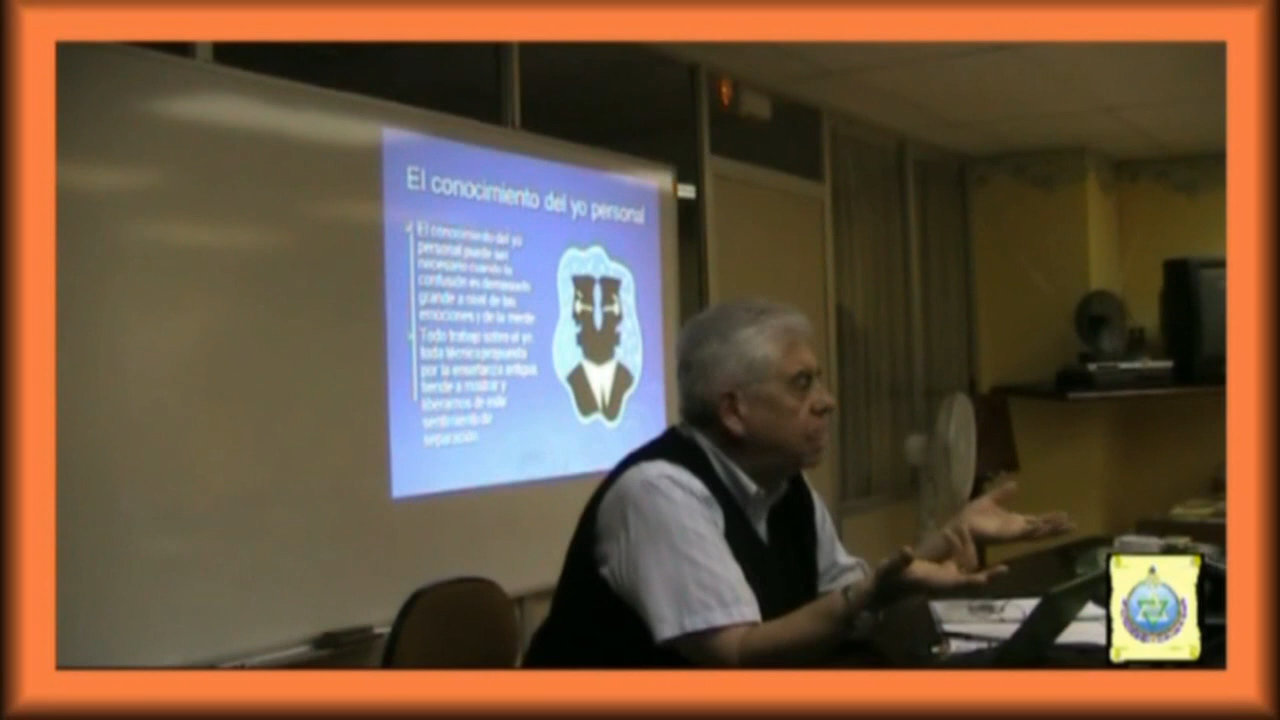 El conocimiento del yo personal
El conocimiento del yo
personal puede ser
necesario cuando la
confusión es demasiado
grande a nivel de las
emociones y de la mente
Todo trabajo sobre el yo
toda técnica propuesta
por la enseñanza antigua
tiende a mostrar y
liberarnos de este
sentimiento de
separación